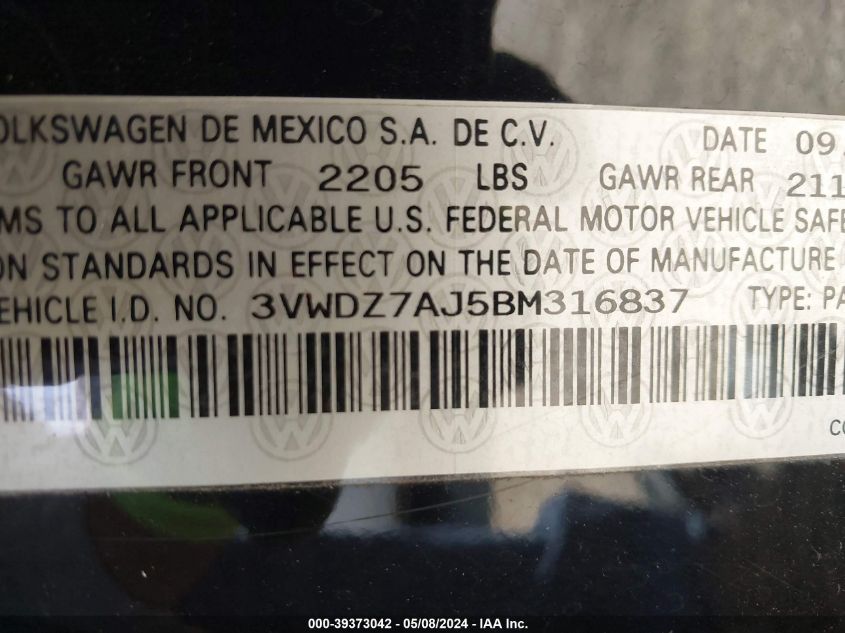 OLKSWAGEN DE MEXICO S.A. DE C.V. DATE 09
GAWR FRONT 2205 LBS GAWR REAR 211
MS TO ALL APPLICABLE U.S. FEDERAL MOTOR VEHICLE SAFE
ON STANDARDS IN EFFECT ON THE DATE OF MANUFACTURE
EHICLE I.D. NO. 3VWDZ7AJ5BM316837 TYPE: PA
CO
000-39373042 - 05/08/2024 - IAA Inc.